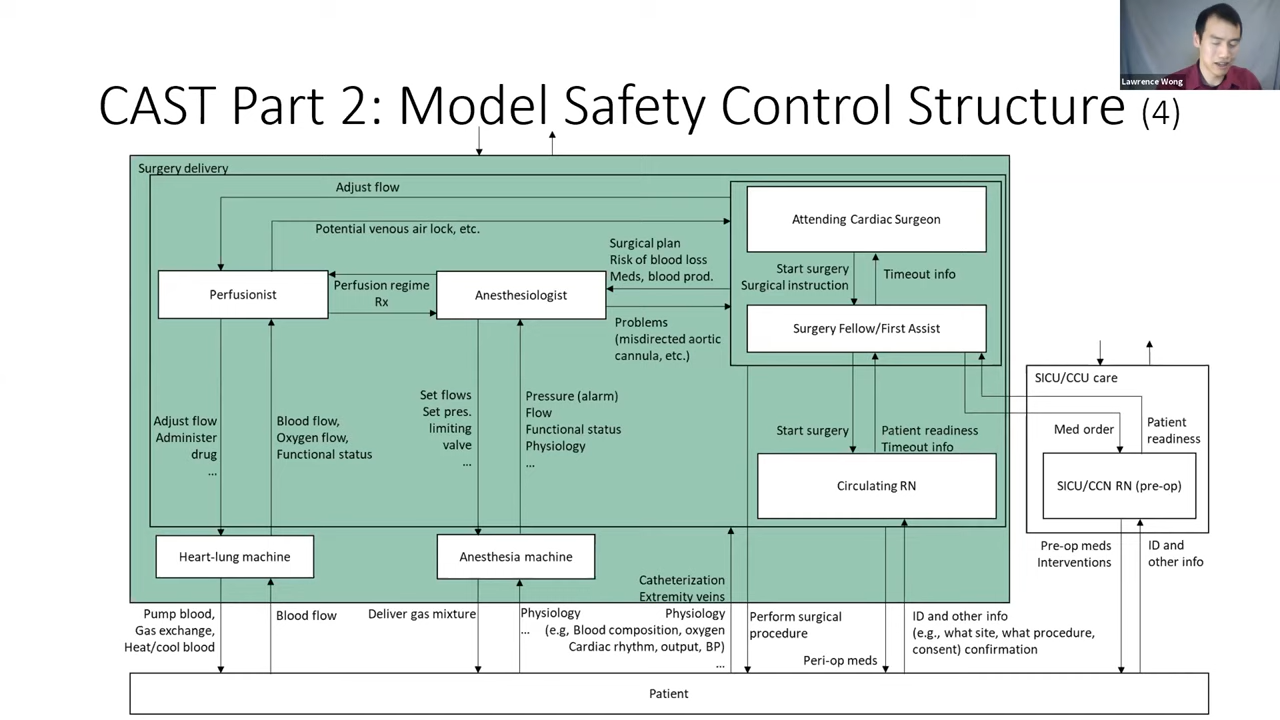 Lawrence Wong
CAST Part 2: Model Safety Control Structure (4)
Surgery delivery
Adjust flow
Potential venous air lock, etc.
Attending Cardiac Surgeon
Surgical plan
Risk of blood loss
Meds, blood prod.
Start surgery
Surgical instruction
Timeout info
Perfusionist
Perfusion regime
Rx
Anesthesiologist
Surgery Fellow/First Assist
Problems
(misdirected aortic
cannula, etc.)
SICU/CCU care
Adjust flow
Administer
drug
...
Blood flow,
Oxygen flow,
Functional status
Set flows
Set pres.
limiting
valve
...
Pressure (alarm)
Flow
Functional status
Physiology
...
Start surgery
Patient readiness
Timeout info
Med order
Patient
readiness
Circulating RN
SICU/CCN RN (pre-op)
Heart-lung machine
Anesthesia machine
Pre-op meds
Interventions
ID and
other info
Catheterization
Extremity veins
Physiology
(e.g, Blood composition, oxygen
Cardiac rhythm, output, BP)
...
Pump blood,
Gas exchange,
Heat/cool blood
Blood flow
Deliver gas mixture
Physiology
...
Perform surgical
procedure
Peri-op meds
ID and other info
(e.g., what site, what procedure,
consent) confirmation
Patient